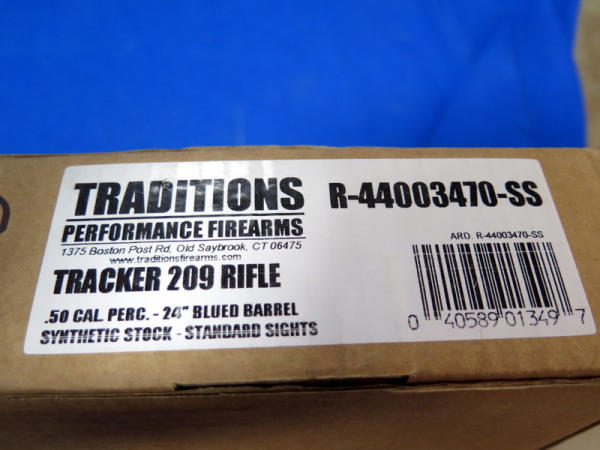 TRADITIONS
PERFORMANCE FIREARMS
1375 Boston Post Rd, Old Saybrook, CT 06475
www.traditionsfirearms.com
TRACKER 209 RIFLE
.50 CAL. PERC. - 24" BLUED BARREL
SYNTHETIC STOCK - STANDARD SIGHTS
R-44003470-SS
ARD. R-44003470-SS
0 40589 01349 7